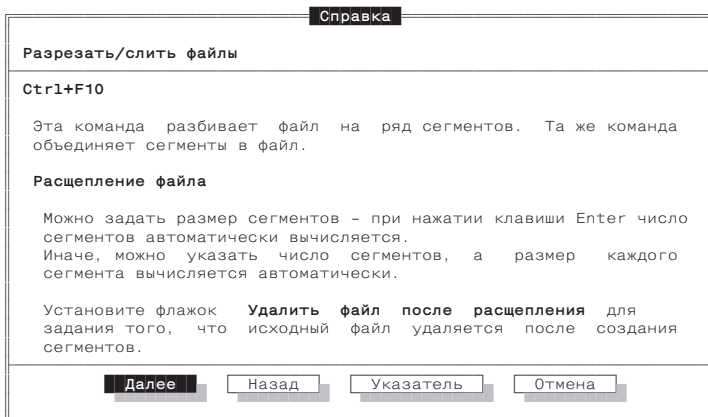 Справка
Разрезать/слить файлы
Ctrl+F10
Эта команда разбивает файл на ряд сегментов. Та же команда
объединяет сегменты в файл.
Расщепление файла
Можно задать размер сегментов – при нажатии клавиши Enter число
сегментов автоматически вычисляется.
Иначе, можно указать число сегментов, а размер каждого
сегмента вычисляется автоматически.
Установите флажок Удалить файл после расщепления для
задания того, что исходный файл удаляется после создания
сегментов.
Далее Назад Указатель Отмена